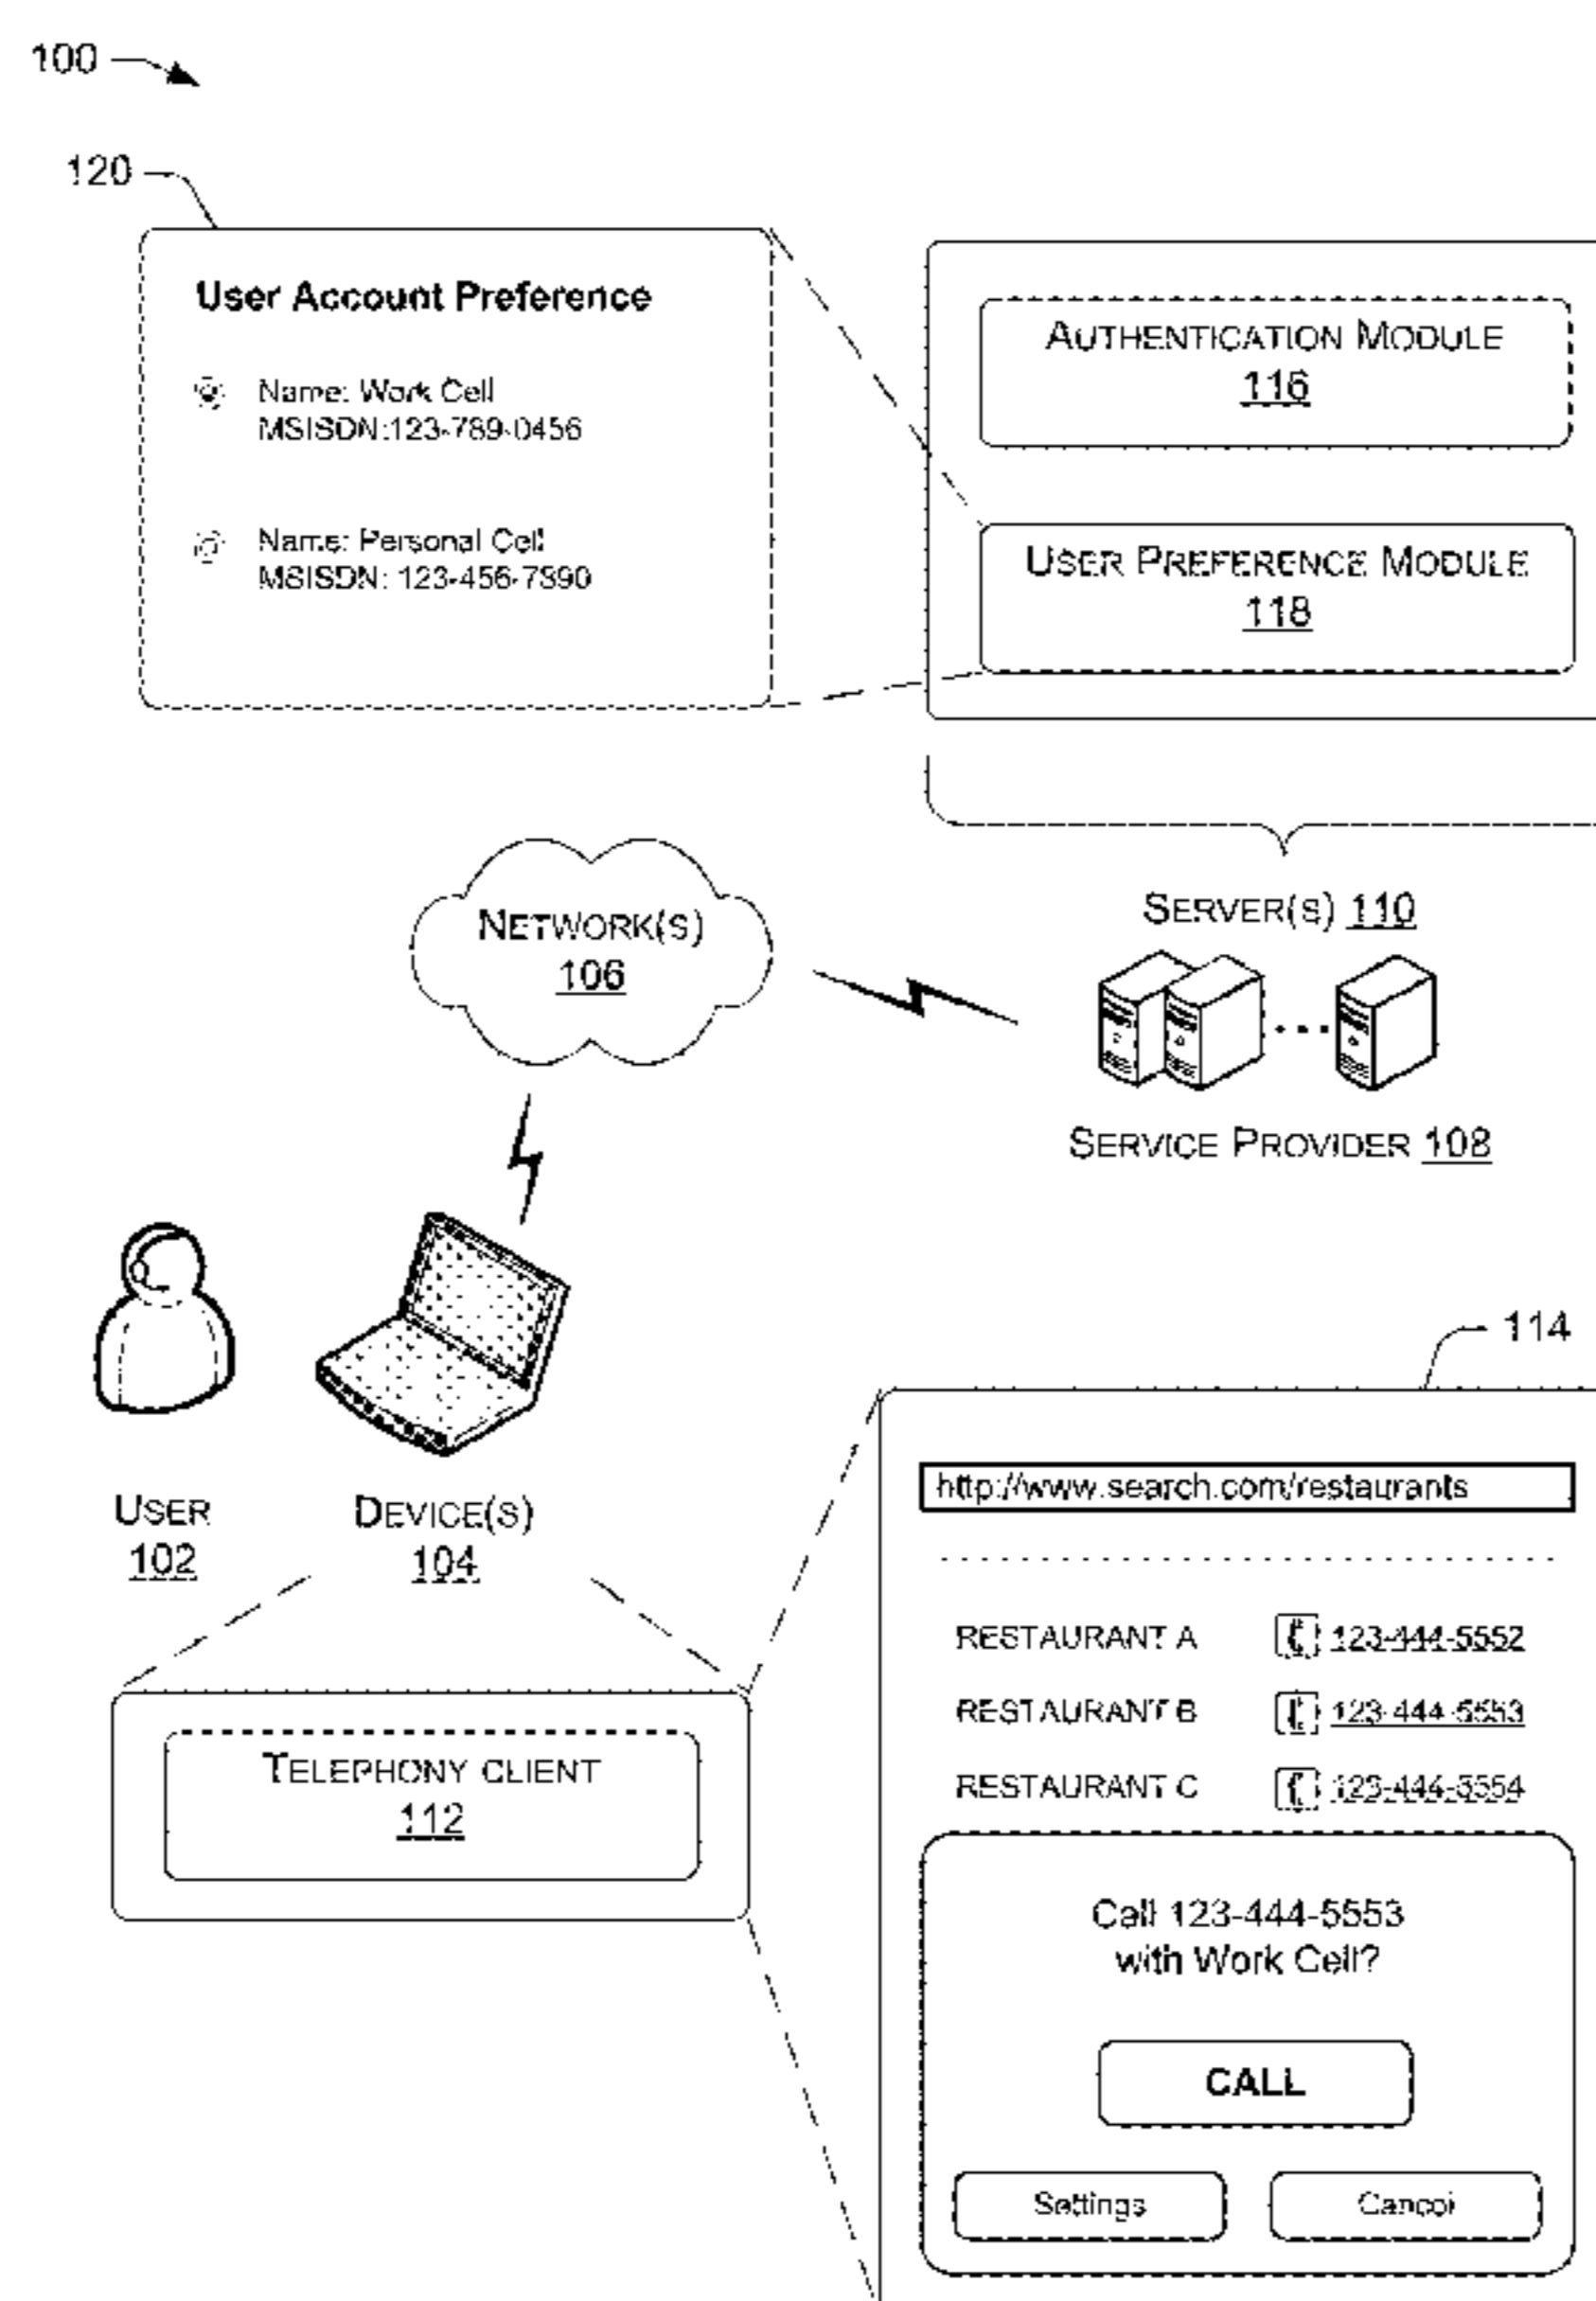 100
120
User Account Preference
Name: Work Cell
MSISDN:123-789-0456
Name: Personal Cell
MSISDN: 123-456-7890
AUTHENTICATION MODULE
116
USER PREFERENCE MODULE
118
NETWORK(S)
106
SERVER(S) 110
SERVICE PROVIDER 108
USER
102
DEVICE(S)
104
TELEPHONY CLIENT
112
114
http://www.search.com/restaurants
RESTAURANT A 123-444-5552
RESTAURANT B 123-444-5553
RESTAURANT C 123-444-5554
Call 123-444-5553
with Work Cell?
CALL
Settings Cancel